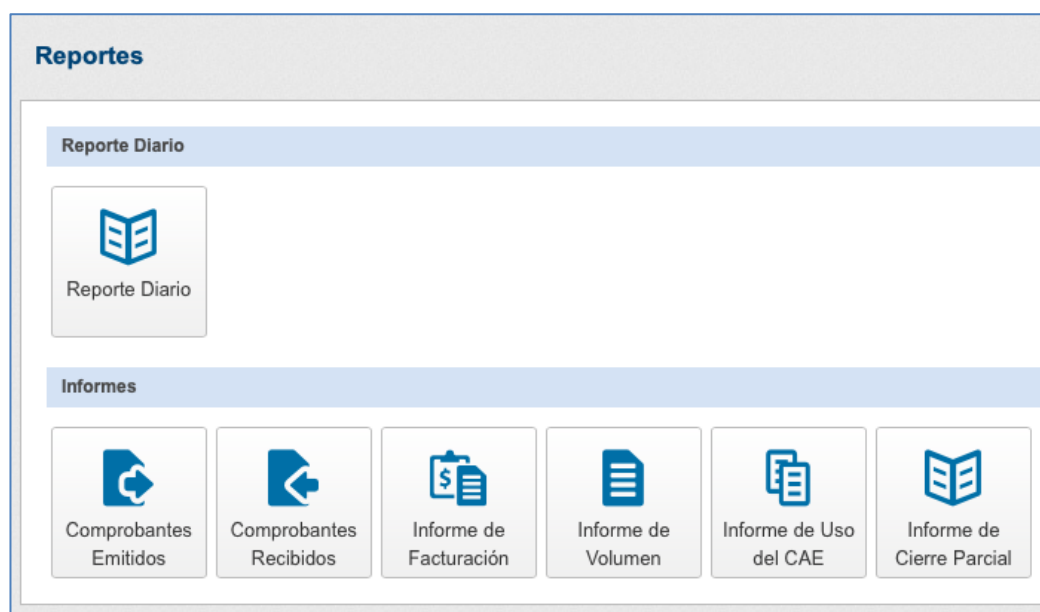 Reportes
Reporte Diario
Reporte Diario
Informes
Comprobantes
Emitidos
Comprobantes
Recibidos
$
Informe de
Facturación
Informe de
Volumen
Informe de Uso
del CAE
Informe de
Cierre Parcial